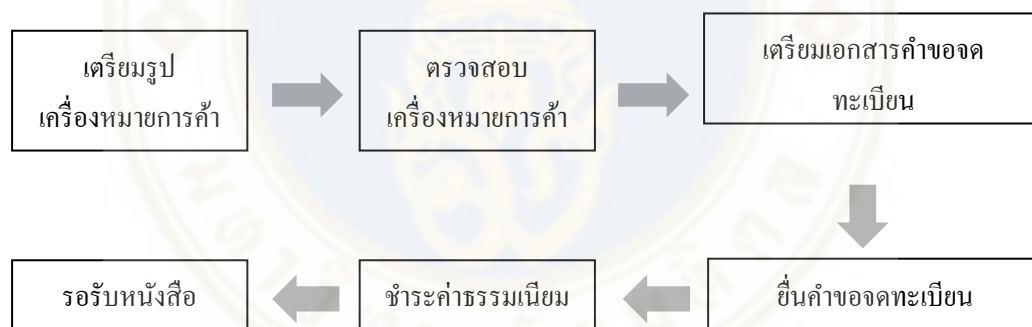 เตรียมรูป
เครื่องหมายการค้า
ตรวจสอบ
เครื่องหมายการค้า
เตรียมเอกสารคำขอจด
ทะเบียน
ยื่นคำขอจดทะเบียน
ชำระค่าธรรมเนียม
รอรับหนังสือ